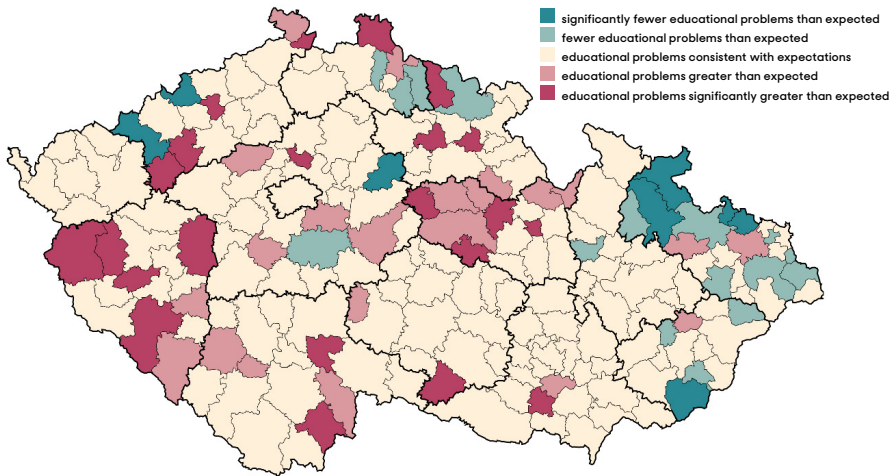 significantly fewer educational problems than expected
fewer educational problems than expected
educational problems consistent with expectations
educational problems greater than expected
educational problems significantly greater than expected